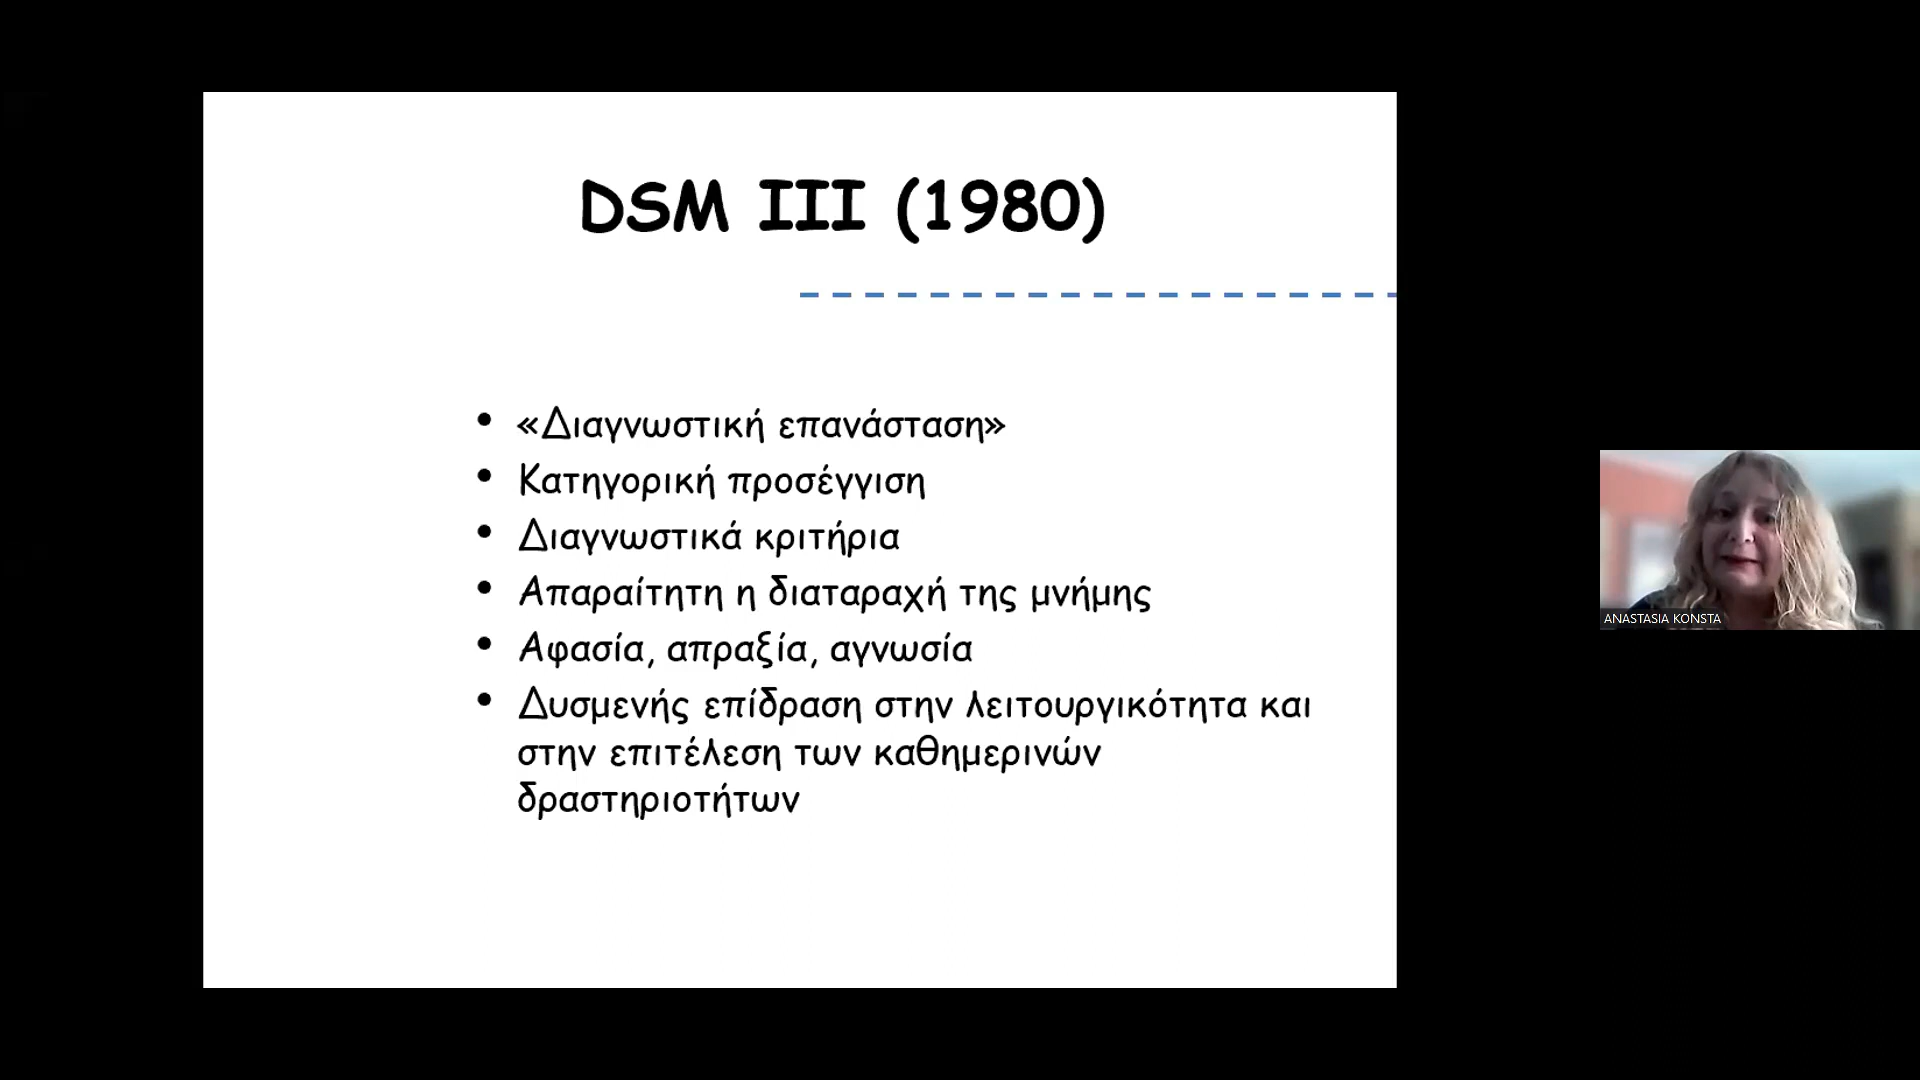 DSM III (1980)
• «Διαγνωστική επανάσταση»
• Κατηγορική προσέγγιση
• Διαγνωστικά κριτήρια
• Απαραίτητη η διαταραχή της μνήμης
• Αφασία, απραξία, αγνωσία
• Δυσμενής επίδραση στην λειτουργικότητα και
στην επιτέλεση των καθημερινών
δραστηριοτήτων
ANASTASIA KONSTA